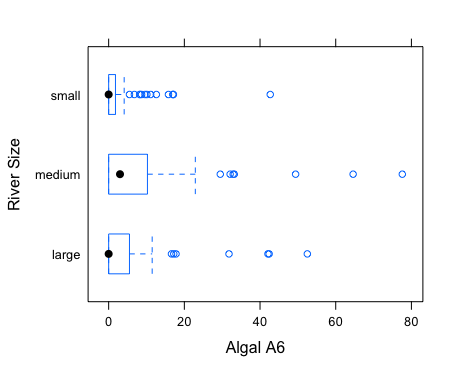 small
medium
large
River Size
0 20 40 60 80
Algal A6